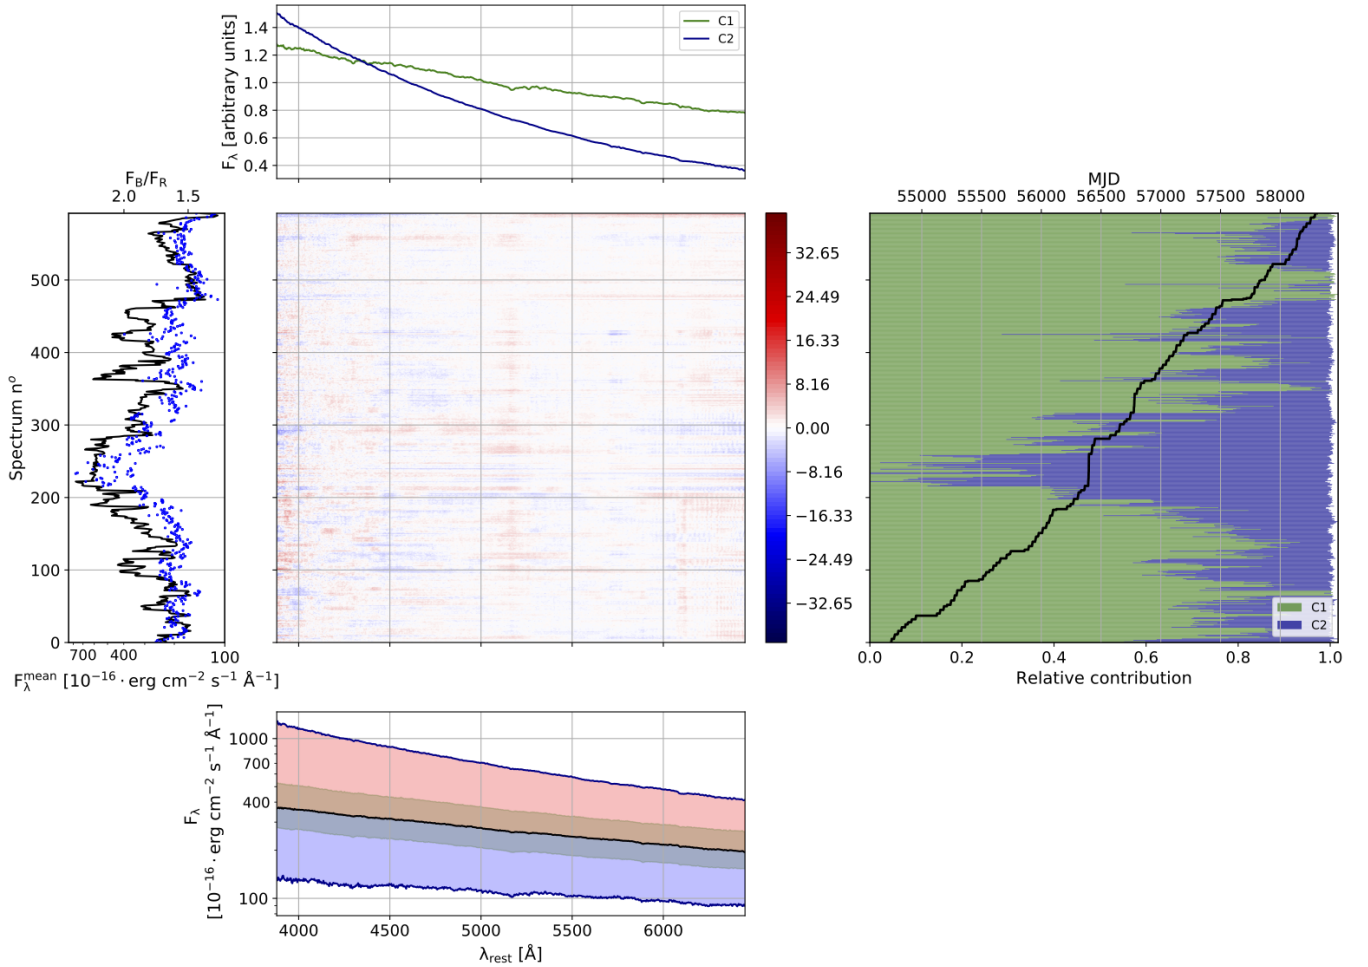 F_λ [arbitrary units]
1.4
1.2
1.0
0.8
0.6
0.4
C1
C2
F_B/F_R
2.0 1.5
Spectrum nº
500
400
300
200
100
0
700 400 100
F_λ^mean [10⁻¹⁶ · erg cm⁻² s⁻¹ Å⁻¹]
32.65
24.49
16.33
8.16
0.00
−8.16
−16.33
−24.49
−32.65
MJD
55000 55500 56000 56500 57000 57500 58000
C1
C2
0.0 0.2 0.4 0.6 0.8 1.0
Relative contribution
F_λ
[10⁻¹⁶ · erg cm⁻² s⁻¹ Å⁻¹]
1000
700
400
100
4000 4500 5000 5500 6000
λ_rest [Å]